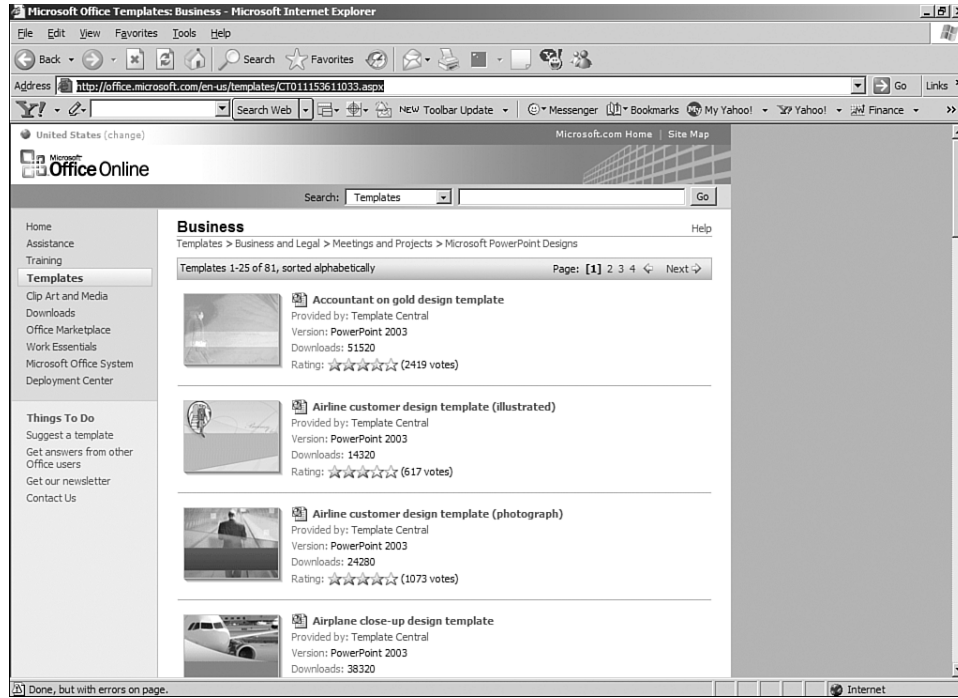 Microsoft Office Templates: Business - Microsoft Internet Explorer
File Edit View Favorites Tools Help
Back Search Favorites
Address http://office.microsoft.com/en-us/templates/CT011153611033.aspx Go Links
Y! Search Web NEW Toolbar Update Messenger Bookmarks My Yahoo! Yahoo! Finance
United States (change) Microsoft.com Home | Site Map
Microsoft
Office Online
Search: Templates Go
Home
Assistance
Training
Templates
Clip Art and Media
Downloads
Office Marketplace
Work Essentials
Microsoft Office System
Deployment Center
Things To Do
Suggest a template
Get answers from other
Office users
Get our newsletter
Contact Us
Business Help
Templates > Business and Legal > Meetings and Projects > Microsoft PowerPoint Designs
Templates 1-25 of 81, sorted alphabetically Page: [1] 2 3 4 Next
Accountant on gold design template
Provided by: Template Central
Version: PowerPoint 2003
Downloads: 51520
Rating: (2419 votes)
Airline customer design template (illustrated)
Provided by: Template Central
Version: PowerPoint 2003
Downloads: 14320
Rating: (617 votes)
Airline customer design template (photograph)
Provided by: Template Central
Version: PowerPoint 2003
Downloads: 24280
Rating: (1073 votes)
Airplane close-up design template
Provided by: Template Central
Version: PowerPoint 2003
Downloads: 38320
Done, but with errors on page. Internet